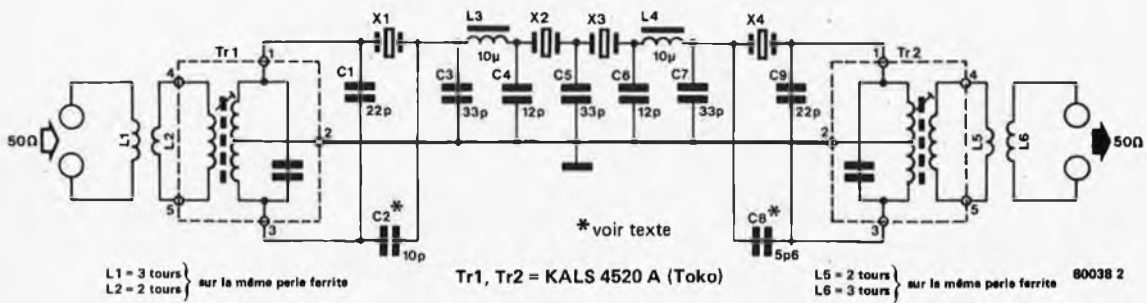 X1 L3 X2 X3 L4 X4
10µ 10µ
Tr1 1 1 Tr2
4 4
C1 C3 C4 C5 C6 C7 C9
22p 33p 12p 33p 12p 33p 22p
50Ω L1 L2 2 2 L5 L6 50Ω
5 5
3 3
C2* C8*
10p 5p6
*voir texte
Tr1, Tr2 = KALS 4520 A (Toko)
L1 = 3 tours
L2 = 2 tours
sur la même perle ferrite
L5 = 2 tours
L6 = 3 tours
sur la même perle ferrite
80038 2